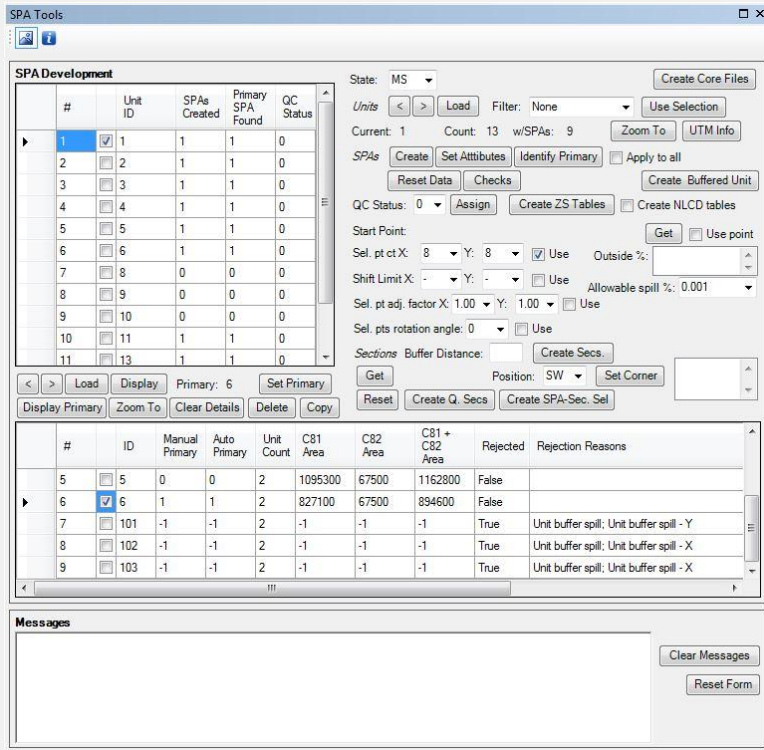 SPA Tools
SPA Development
# Unit ID SPAs Created Primary SPA Found QC Status
1 1 1 1 0
2 2 1 1 0
3 3 1 1 0
4 4 1 1 0
5 5 1 1 0
6 6 1 1 0
7 8 0 0 0
8 9 0 0 0
9 10 0 0 0
10 11 1 1 0
11 13 1 1 0
< > Load Display Primary: 6 Set Primary
Display Primary Zoom To Clear Details Delete Copy
State: MS Create Core Files
Units < > Load Filter: None Use Selection
Current: 1 Count: 13 w/SPAs: 9 Zoom To UTM Info
SPAs Create Set Atttibutes Identify Primary Apply to all
Reset Data Checks Create Buffered Unit
QC Status: 0 Assign Create ZS Tables Create NLCD tables
Start Point: Get Use point
Sel. pt ct X: 8 Y: 8 Use Outside %:
Shift Limit X: - Y: - Use Allowable spill %: 0.001
Sel. pt adj. factor X: 1.00 Y: 1.00 Use
Sel. pts rotation angle: 0 Use
Sections Buffer Distance: Create Secs.
Get Position: SW Set Corner
Reset Create Q. Secs Create SPA-Sec. Sel
# ID Manual Primary Auto Primary Unit Count C81 Area C82 Area C81 + C82 Area Rejected Rejection Reasons
5 5 0 0 2 1095300 67500 1162800 False
6 6 1 1 2 827100 67500 894600 False
7 101 -1 -1 2 -1 -1 -1 True Unit buffer spill; Unit buffer spill - Y
8 102 -1 -1 2 -1 -1 -1 True Unit buffer spill; Unit buffer spill - X
9 103 -1 -1 2 -1 -1 -1 True Unit buffer spill; Unit buffer spill - X
Messages
Clear Messages
Reset Form